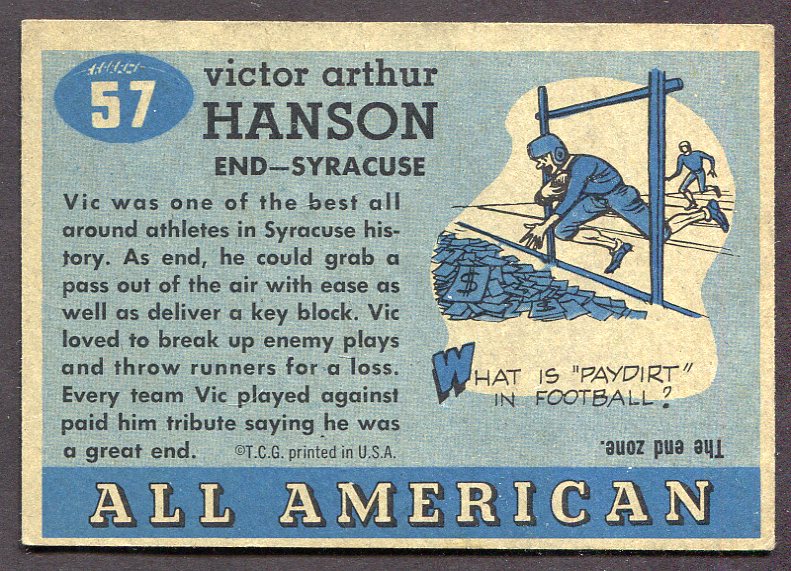 57
victor arthur
HANSON
END—SYRACUSE
Vic was one of the best all
around athletes in Syracuse his-
tory. As end, he could grab a
pass out of the air with ease as
well as deliver a key block. Vic
loved to break up enemy plays
and throw runners for a loss.
Every team Vic played against
paid him tribute saying he was
a great end. ©T.C.G. printed in U.S.A.
$
WHAT IS "PAYDIRT"
IN FOOTBALL?
The end zone.
ALL AMERICAN